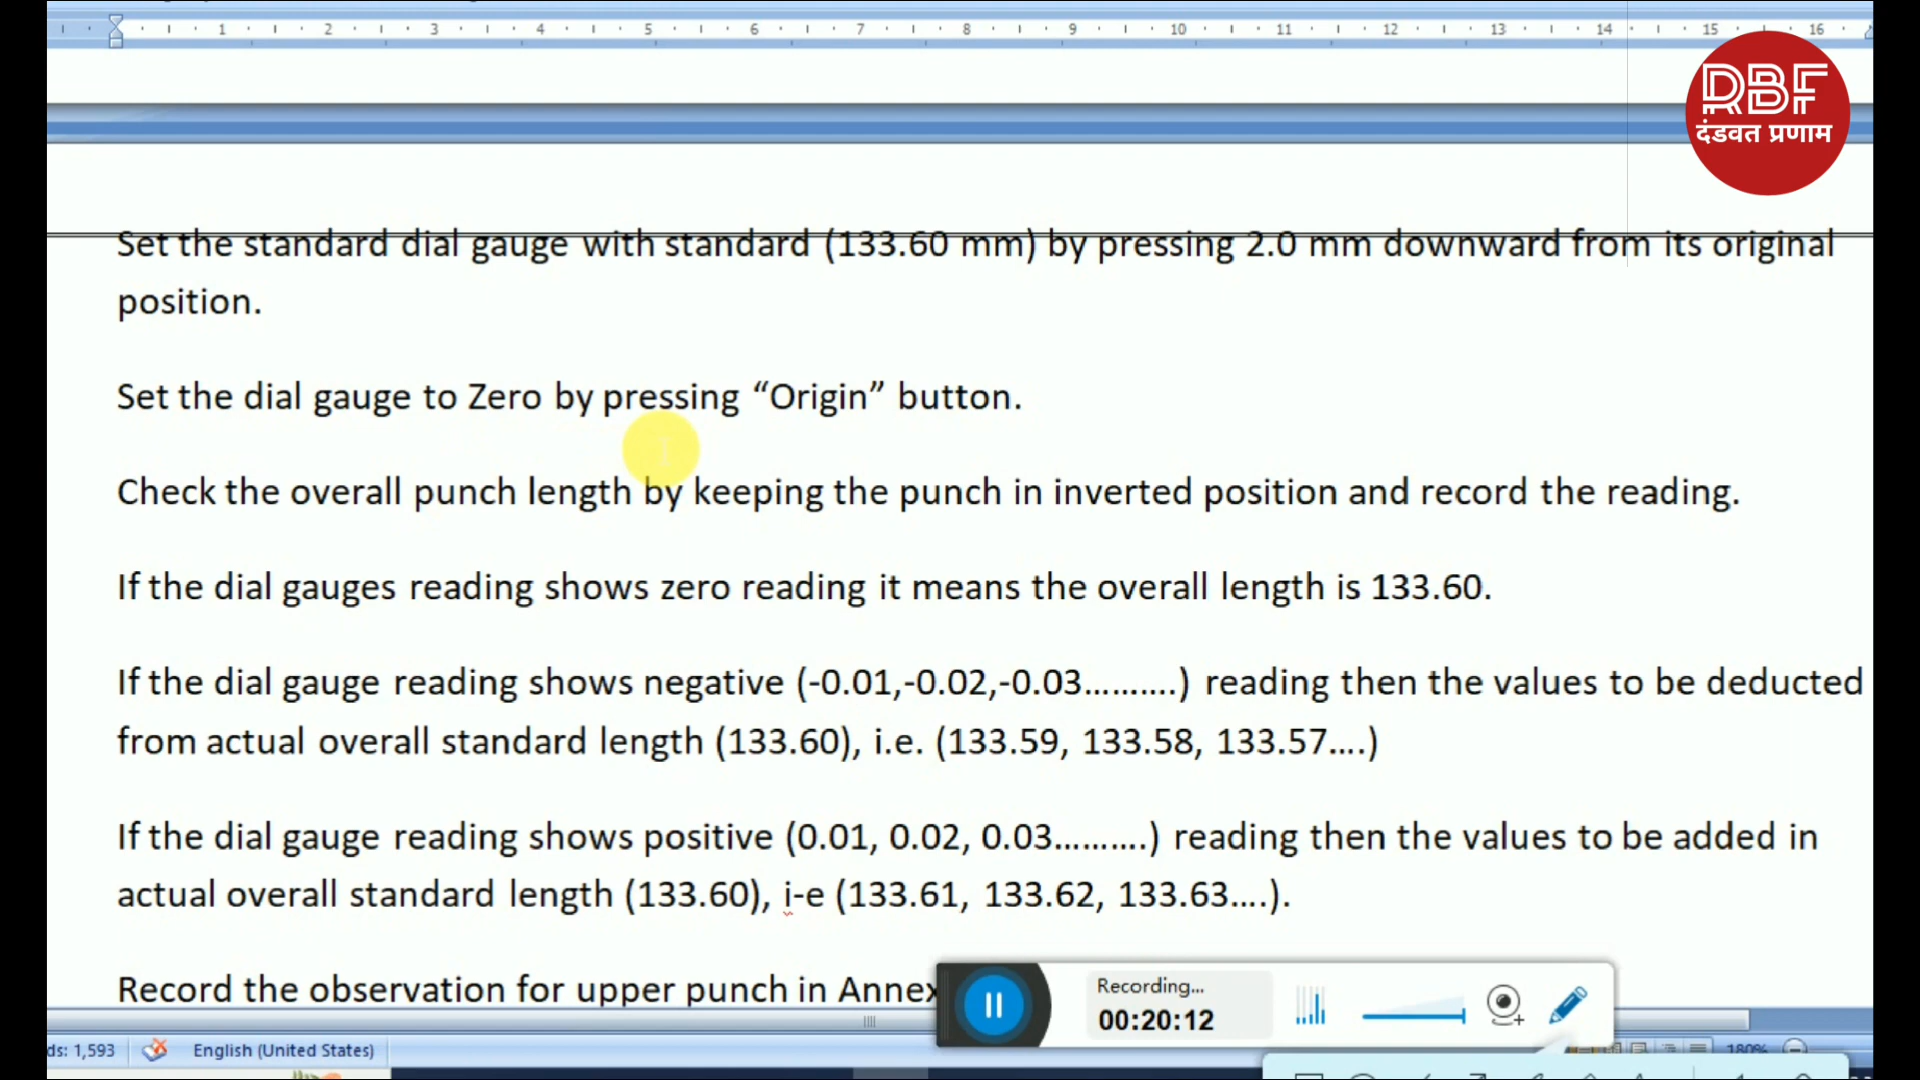 1 2 3 4 5 6 7 8 9 10 11 12 13 14 15 16
RBF
दंडवत प्रणाम
Set the standard dial gauge with standard (133.60 mm) by pressing 2.0 mm downward from its original
position.
Set the dial gauge to Zero by pressing “Origin” button.
Check the overall punch length by keeping the punch in inverted position and record the reading.
If the dial gauges reading shows zero reading it means the overall length is 133.60.
If the dial gauge reading shows negative (-0.01,-0.02,-0.03……….) reading then the values to be deducted
from actual overall standard length (133.60), i.e. (133.59, 133.58, 133.57….)
If the dial gauge reading shows positive (0.01, 0.02, 0.03……….) reading then the values to be added in
actual overall standard length (133.60), i-e (133.61, 133.62, 133.63….).
Record the observation for upper punch in Annex
Recording...
00:20:12
ds: 1,593 English (United States) 180%